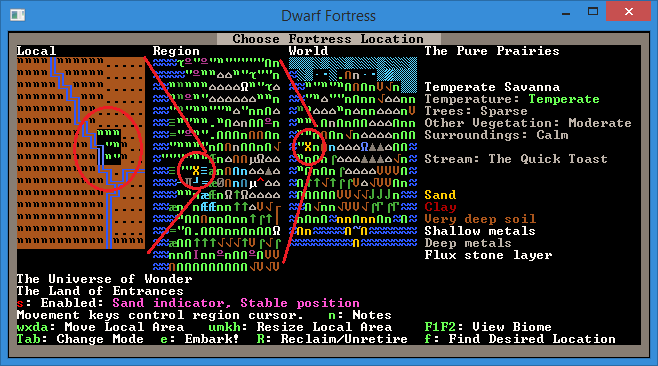 Dwarf Fortress
Choose Fortress Location
Local Region World The Pure Prairies
Temperate Savanna
Temperature: Temperate
Trees: Sparse
Other Vegetation: Moderate
Surroundings: Calm
Stream: The Quick Toast
Sand
Clay
Very deep soil
Shallow metals
Deep metals
Flux stone layer
The Universe of Wonder
The Land of Entrances
s: Enabled: Sand indicator, Stable position
Movement keys control region cursor. n: Notes
wxda: Move Local Area umkh: Resize Local Area F1F2: View Biome
Tab: Change Mode e: Embark! R: Reclaim/Unretire f: Find Desired Location